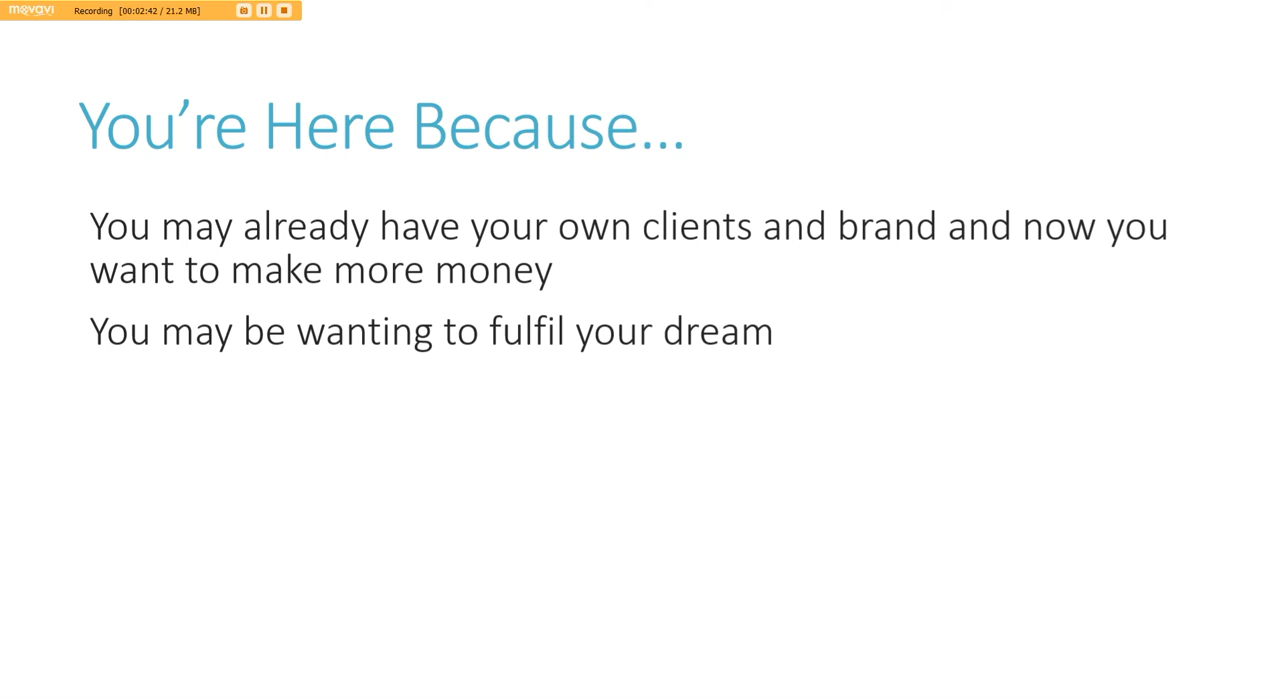 movavi Recording [00:02:42 / 21.2 MB]
You’re Here Because...
You may already have your own clients and brand and now you
want to make more money
You may be wanting to fulfil your dream